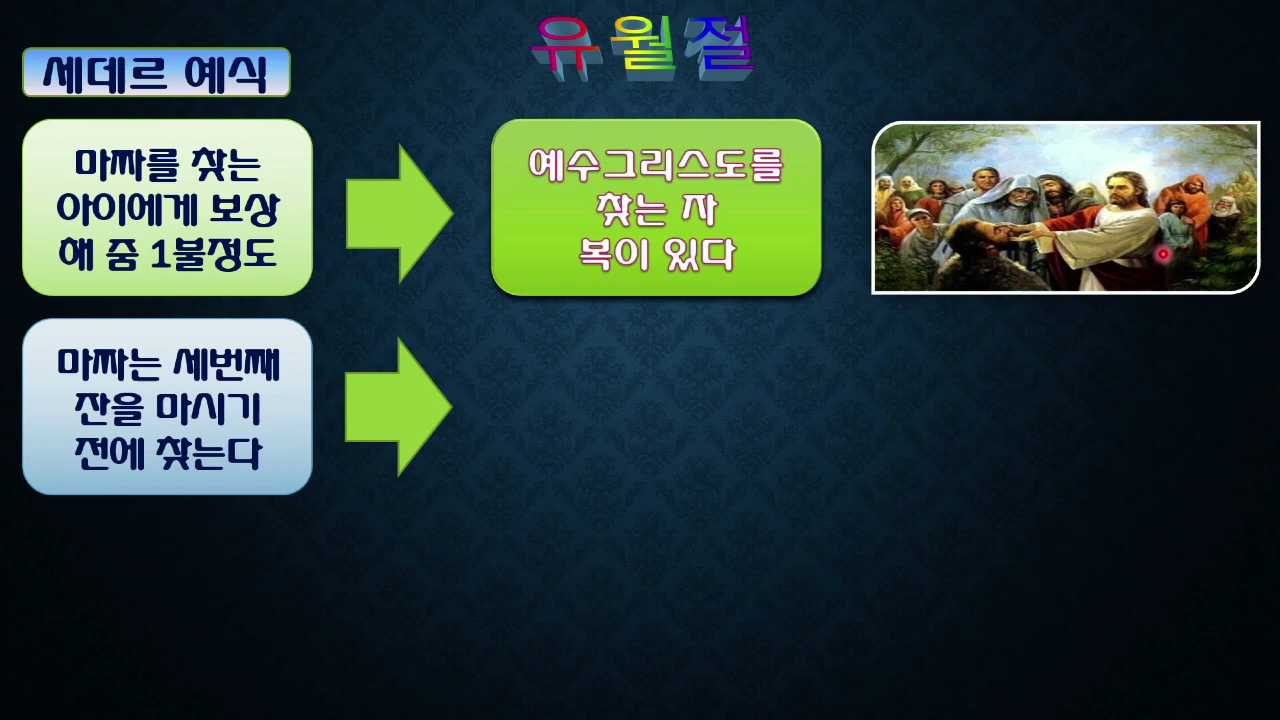 유월절
세데르 예식
마짜를 찾는
아이에게 보상
해 줌 1불정도
예수그리스도를
찾는 자
복이 있다
마짜는 세번째
잔을 마시기
전에 찾는다